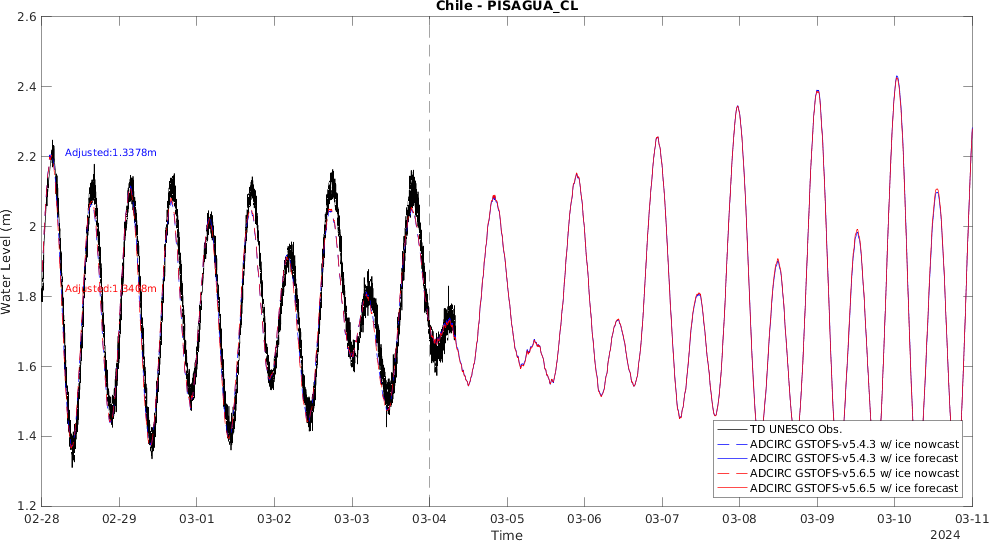 Chile - PISAGUA_CL
2.6
2.4
2.2
2
1.8
1.6
1.4
1.2
Water Level (m)
Adjusted:1.3378m
Adjusted:1.3408m
TD UNESCO Obs.
ADCIRC GSTOFS-v5.4.3 w/ ice nowcast
ADCIRC GSTOFS-v5.4.3 w/ ice forecast
ADCIRC GSTOFS-v5.6.5 w/ ice nowcast
ADCIRC GSTOFS-v5.6.5 w/ ice forecast
02-28 02-29 03-01 03-02 03-03 03-04 03-05 03-06 03-07 03-08 03-09 03-10 03-11
Time
2024